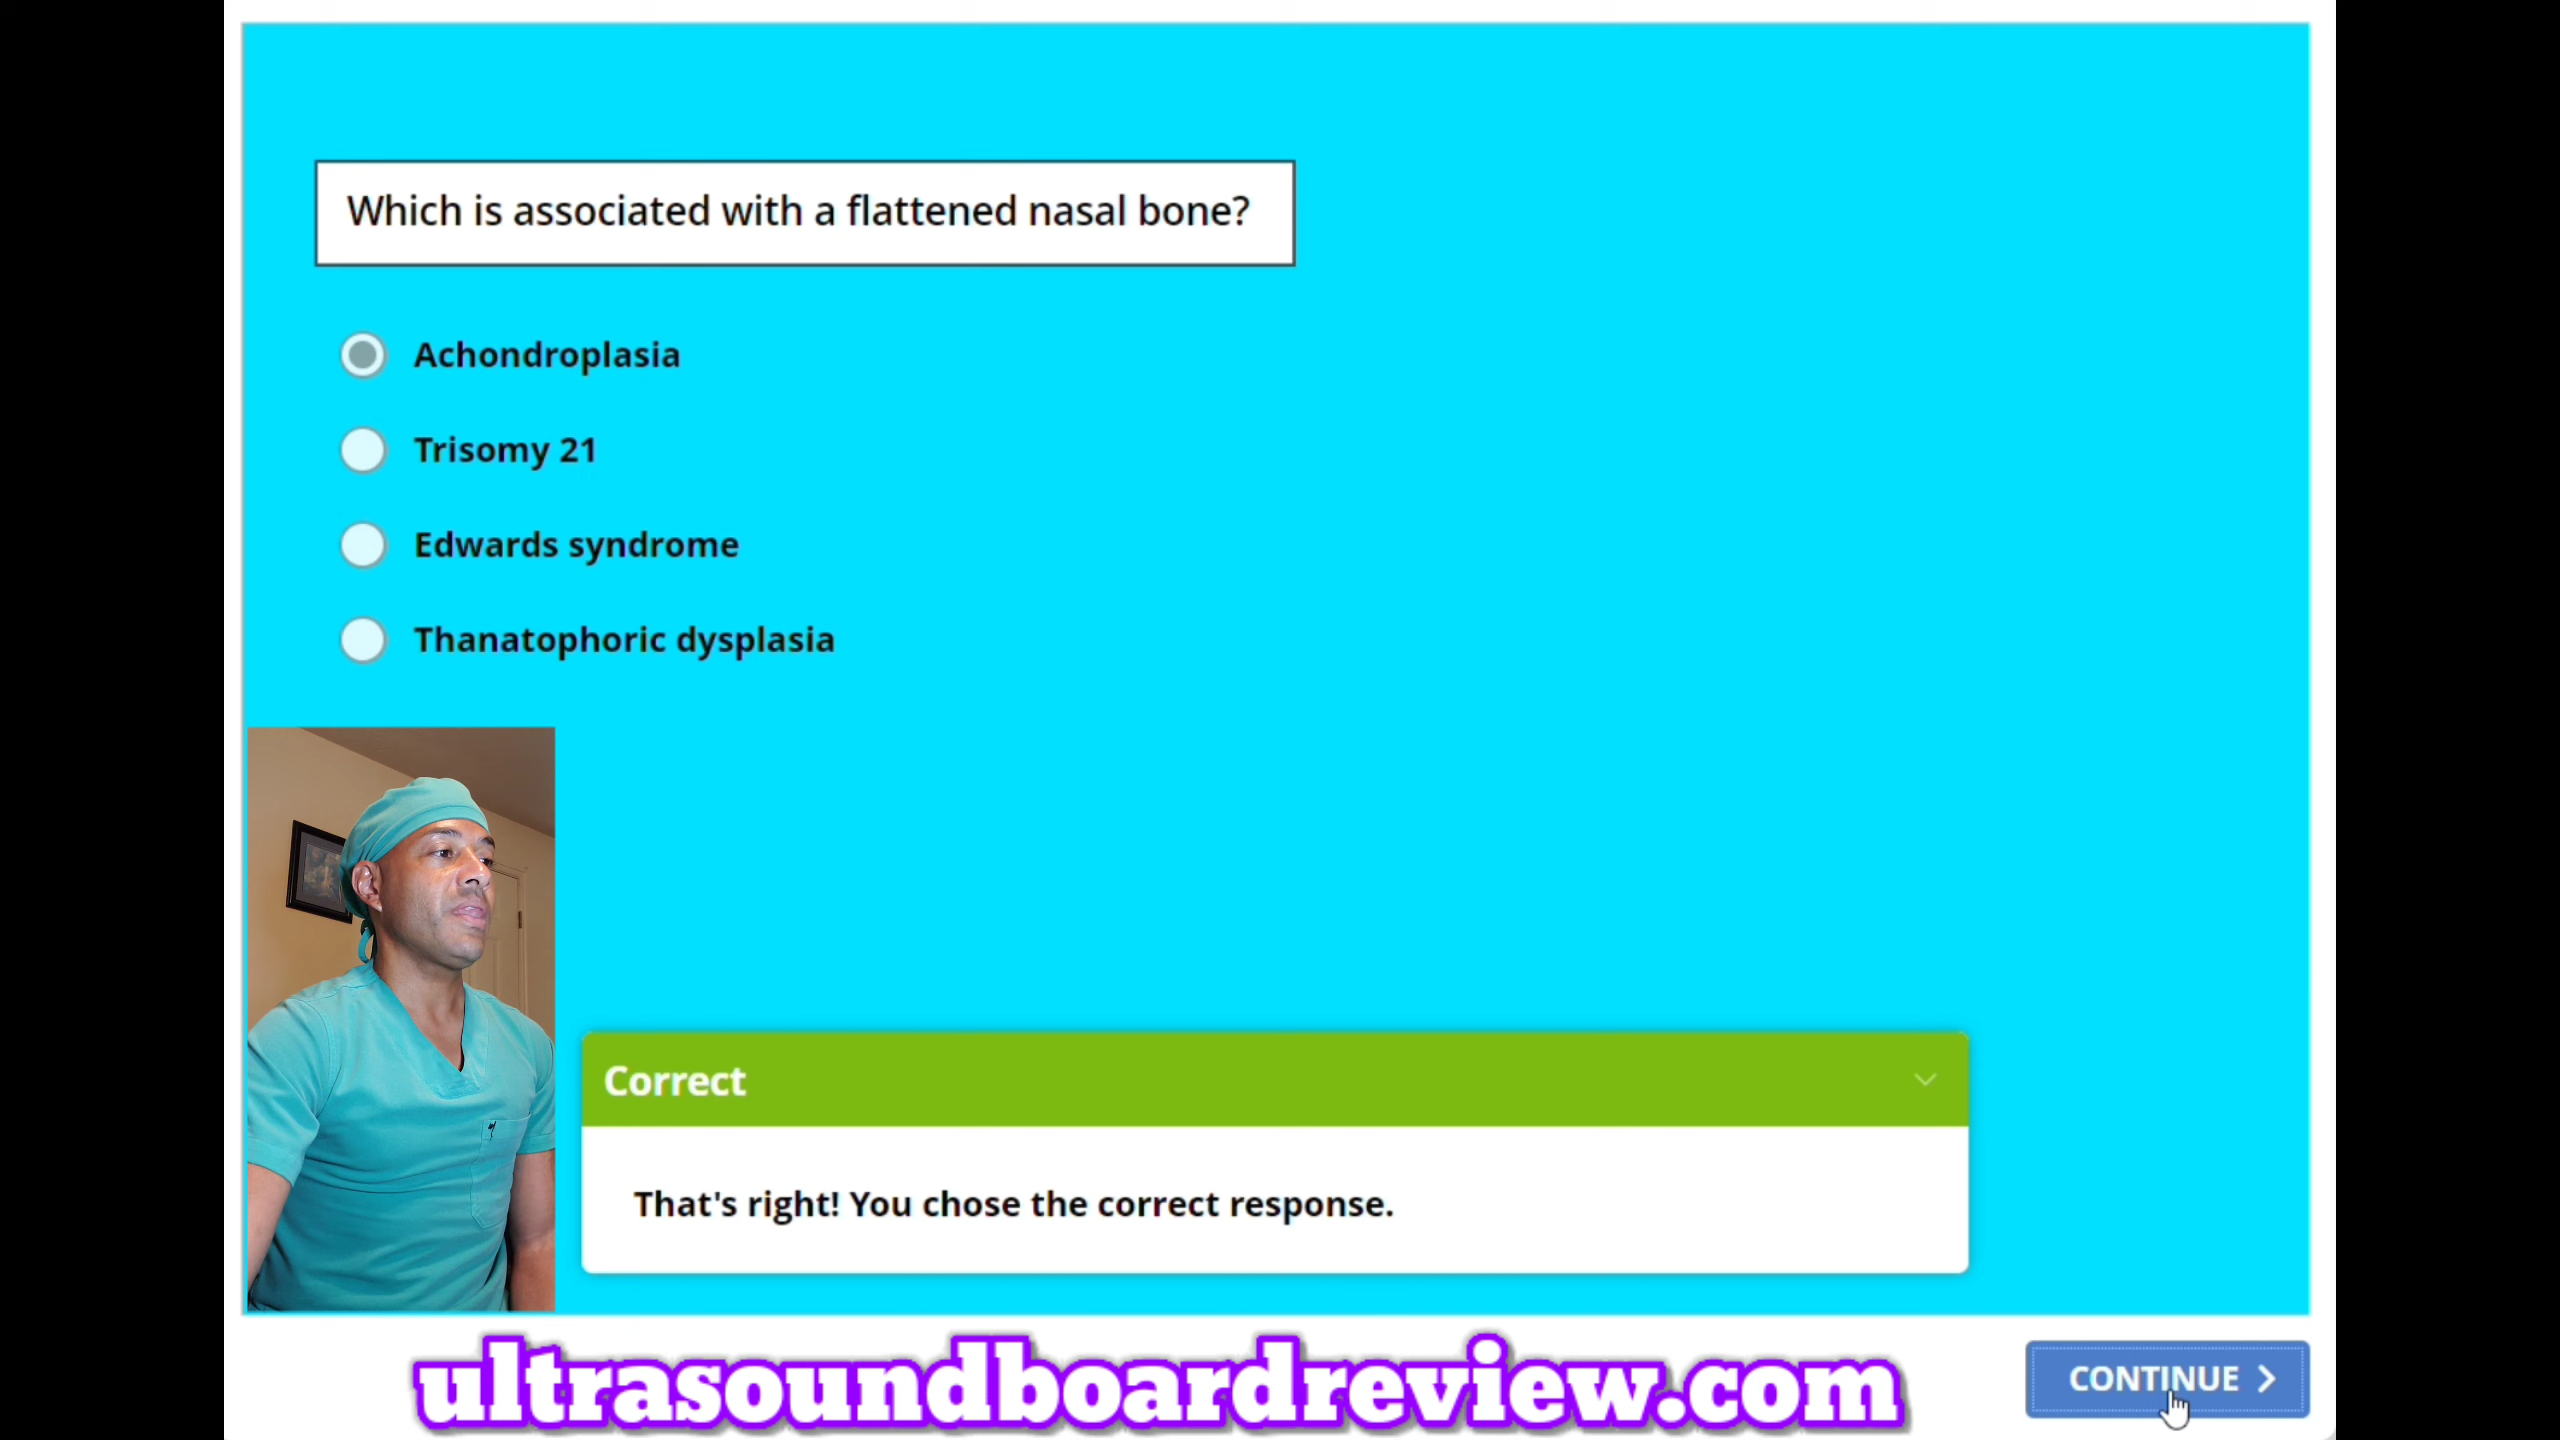 Which is associated with a flattened nasal bone?
Achondroplasia
Trisomy 21
Edwards syndrome
Thanatophoric dysplasia
Correct
That's right! You chose the correct response.
ultrasoundboardreview.com
CONTINUE